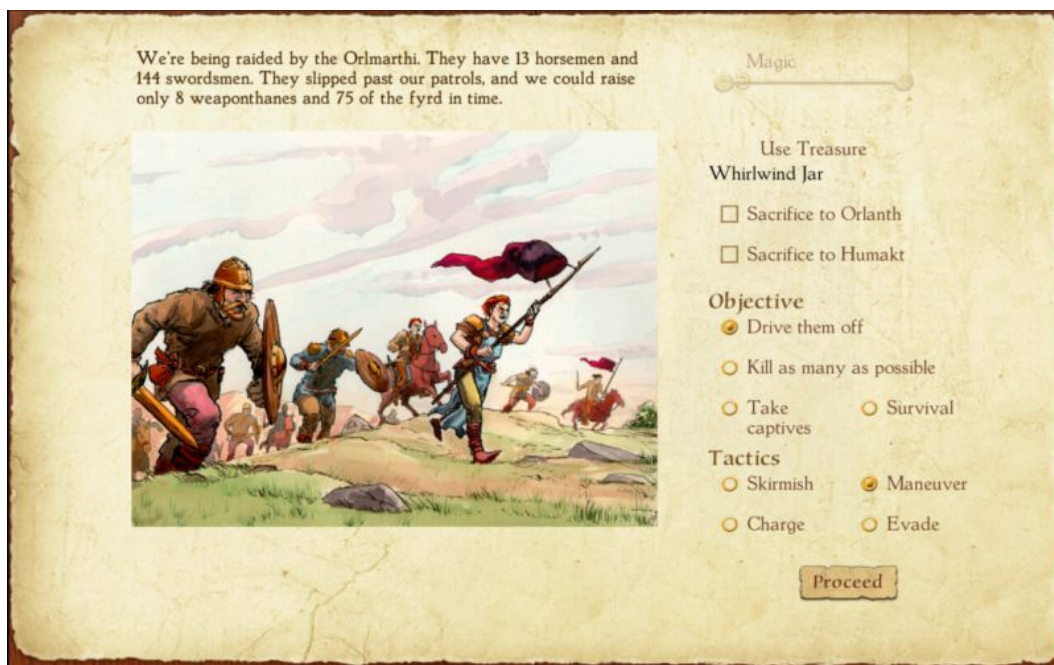 We're being raided by the Orlmarthi. They have 13 horsemen and
144 swordsmen. They slipped past our patrols, and we could raise
only 8 weaponthanes and 75 of the fyrd in time.
Magic
Use Treasure
Whirlwind Jar
Sacrifice to Orlanth
Sacrifice to Humakt
Objective
Drive them off
Kill as many as possible
Take captives
Survival
Tactics
Skirmish
Maneuver
Charge
Evade
Proceed